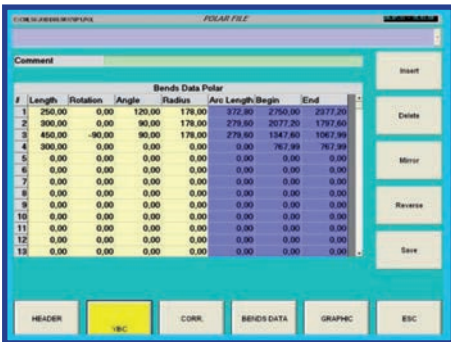 POLAR FILE
Comment
Insert
Bends Data Polar
# Length Rotation Angle Radius Arc Length Begin End
1 250,00 0,00 120,00 178,00 372,80 2750,00 2377,20
2 300,00 0,00 90,00 178,00 279,60 2077,20 1797,60
3 450,00 -90,00 90,00 178,00 279,60 1347,60 1067,99
4 300,00 0,00 0,00 0,00 0,00 767,99 767,99
5 0,00 0,00 0,00 0,00 0,00 0,00 0,00
6 0,00 0,00 0,00 0,00 0,00 0,00 0,00
7 0,00 0,00 0,00 0,00 0,00 0,00 0,00
8 0,00 0,00 0,00 0,00 0,00 0,00 0,00
9 0,00 0,00 0,00 0,00 0,00 0,00 0,00
10 0,00 0,00 0,00 0,00 0,00 0,00 0,00
11 0,00 0,00 0,00 0,00 0,00 0,00 0,00
12 0,00 0,00 0,00 0,00 0,00 0,00 0,00
13 0,00 0,00 0,00 0,00 0,00 0,00 0,00
Delete
Mirror
Reverse
Save
HEADER
YBC
CORR.
BENDS DATA
GRAPHIC
ESC